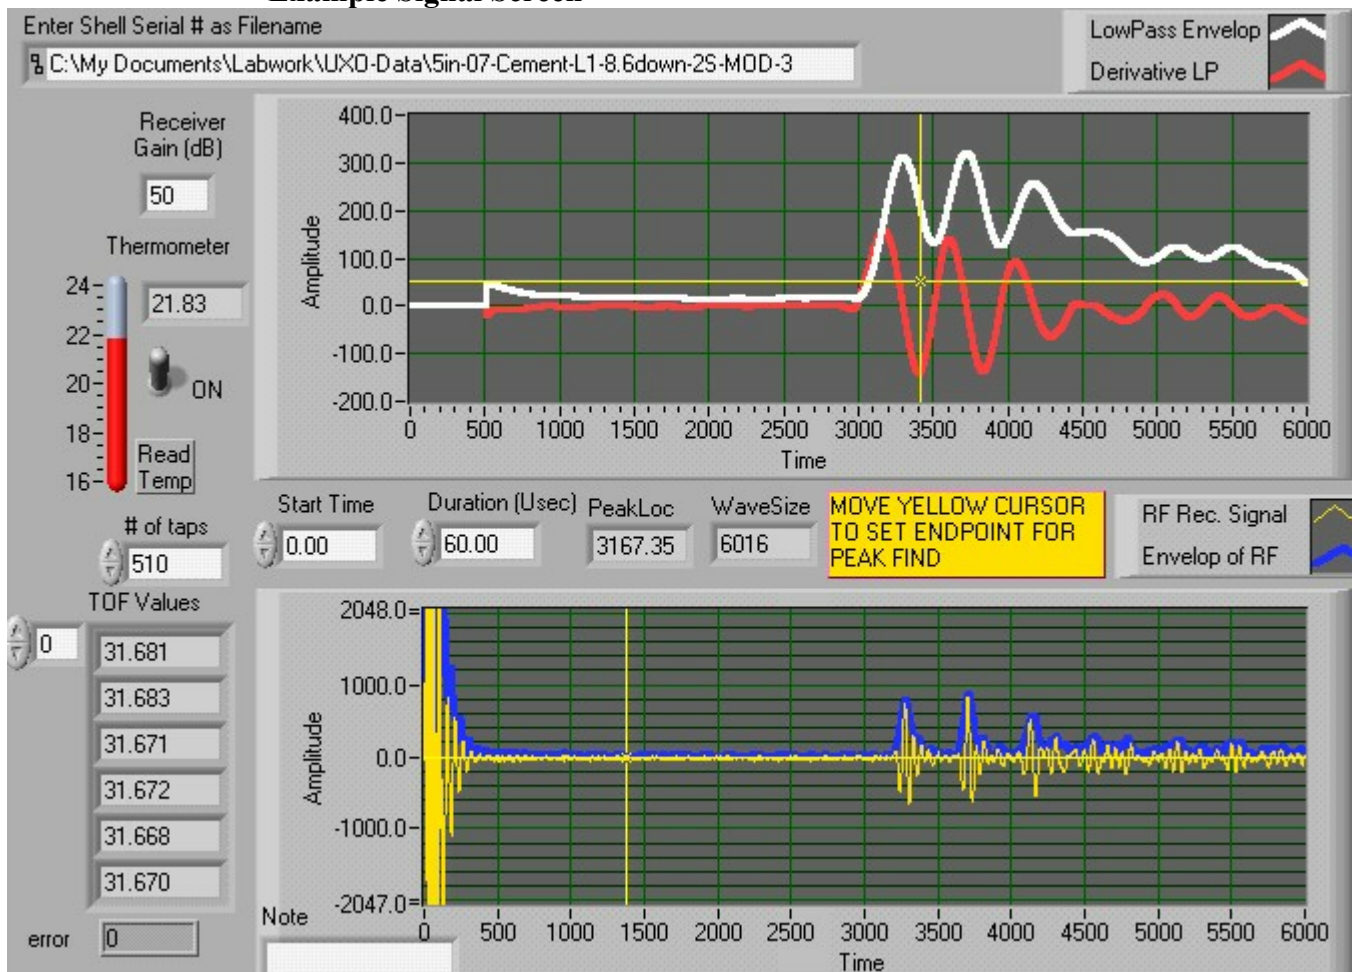 Example Signal Screen
Enter Shell Serial # as Filename
C:\My Documents\Labwork\UXO-Data\5in-07-Cement-L1-8.6down-2S-MOD-3
LowPass Envelop
Derivative LP
Receiver
Gain (dB)
50
Thermometer
21.83
24
22
20
18
16
ON
Read
Temp
400.0
300.0
200.0
100.0
0.0
-100.0
-200.0
Amplitude
0 500 1000 1500 2000 2500 3000 3500 4000 4500 5000 5500 6000
Time
# of taps
510
Start Time
0.00
Duration (Usec)
60.00
PeakLoc
3167.35
WaveSize
6016
MOVE YELLOW CURSOR
TO SET ENDPOINT FOR
PEAK FIND
RF Rec. Signal
Envelop of RF
TOF Values
0
31.681
31.683
31.671
31.672
31.668
31.670
error
0
2048.0
1000.0
0.0
-1000.0
-2047.0
Amplitude
0 500 1000 1500 2000 2500 3000 3500 4000 4500 5000 5500 6000
Time
Note